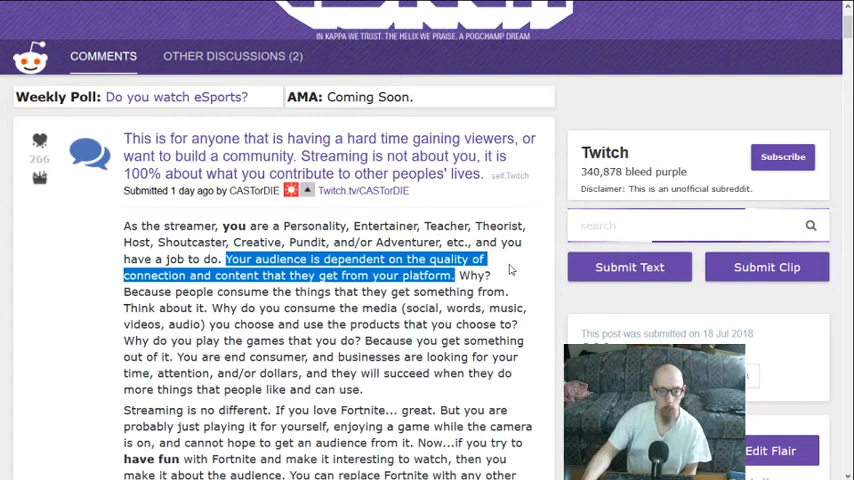 IN KAPPA WE TRUST. THE HELIX WE PRAISE. A POGCHAMP DREAM
COMMENTS
OTHER DISCUSSIONS (2)
Weekly Poll: Do you watch eSports?
AMA: Coming Soon.
266
This is for anyone that is having a hard time gaining viewers, or
want to build a community. Streaming is not about you, it is
100% about what you contribute to other peoples' lives. self.Twitch
Submitted 1 day ago by CASTorDIE Twitch.tv/CASTorDIE
As the streamer, you are a Personality, Entertainer, Teacher, Theorist,
Host, Shoutcaster, Creative, Pundit, and/or Adventurer, etc., and you
have a job to do. Your audience is dependent on the quality of
connection and content that they get from your platform. Why?
Because people consume the things that they get something from.
Think about it. Why do you consume the media (social, words, music,
videos, audio) you choose and use the products that you choose to?
Why do you play the games that you do? Because you get something
out of it. You are end consumer, and businesses are looking for your
time, attention, and/or dollars, and they will succeed when they do
more things that people like and can use.
Streaming is no different. If you love Fortnite... great. But you are
probably just playing it for yourself, enjoying a game while the camera
is on, and cannot hope to get an audience from it. Now...if you try to
have fun with Fortnite and make it interesting to watch, then you
make it about the audience. You can replace Fortnite with any other
Twitch
Subscribe
340,878 bleed purple
Disclaimer: This is an unofficial subreddit.
search
Submit Text
Submit Clip
This post was submitted on 18 Jul 2018
Edit Flair